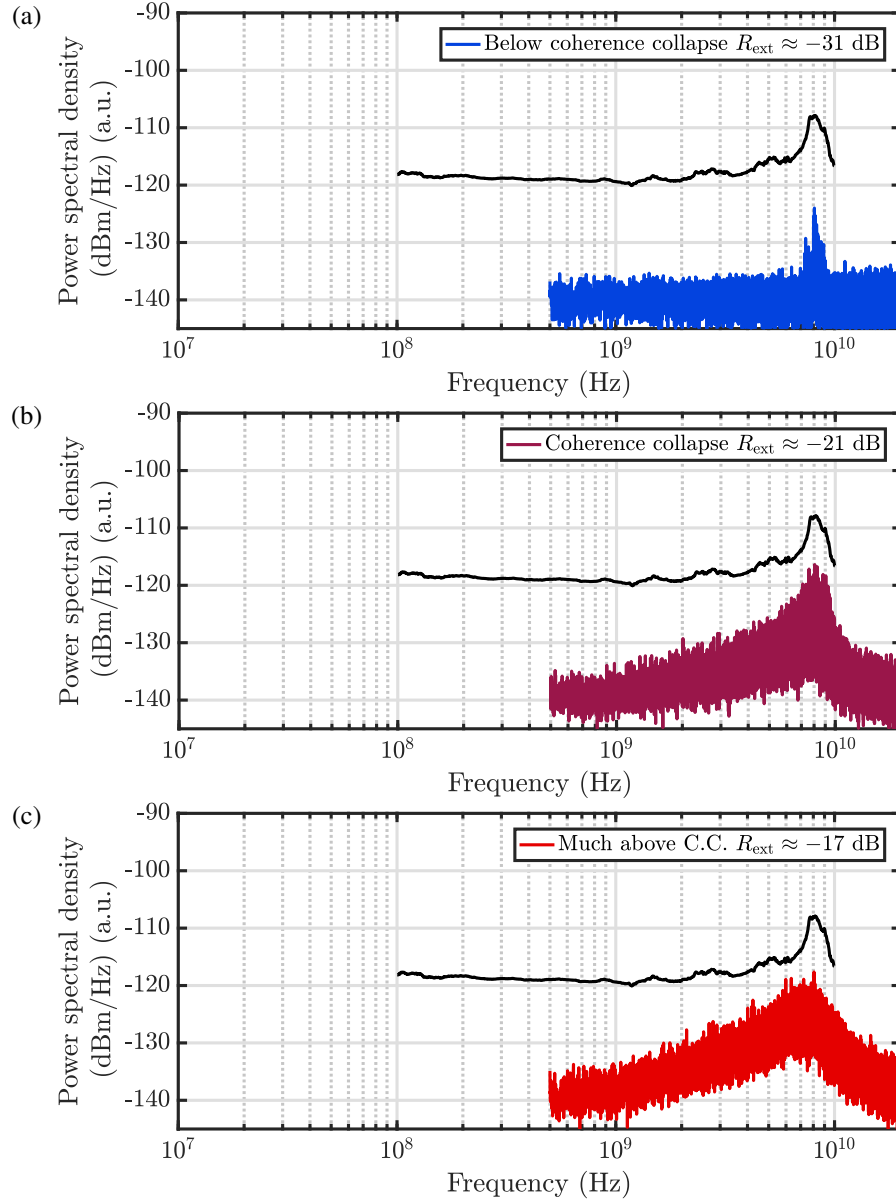 (a)
-90
-100
-110
-120
-130
-140
Power spectral density
(dBm/Hz) (a.u.)
Below coherence collapse R_ext ≈ −31 dB
10^7
10^8
10^9
10^10
Frequency (Hz)
(b)
-90
-100
-110
-120
-130
-140
Power spectral density
(dBm/Hz) (a.u.)
Coherence collapse R_ext ≈ −21 dB
10^7
10^8
10^9
10^10
Frequency (Hz)
(c)
-90
-100
-110
-120
-130
-140
Power spectral density
(dBm/Hz) (a.u.)
Much above C.C. R_ext ≈ −17 dB
10^7
10^8
10^9
10^10
Frequency (Hz)